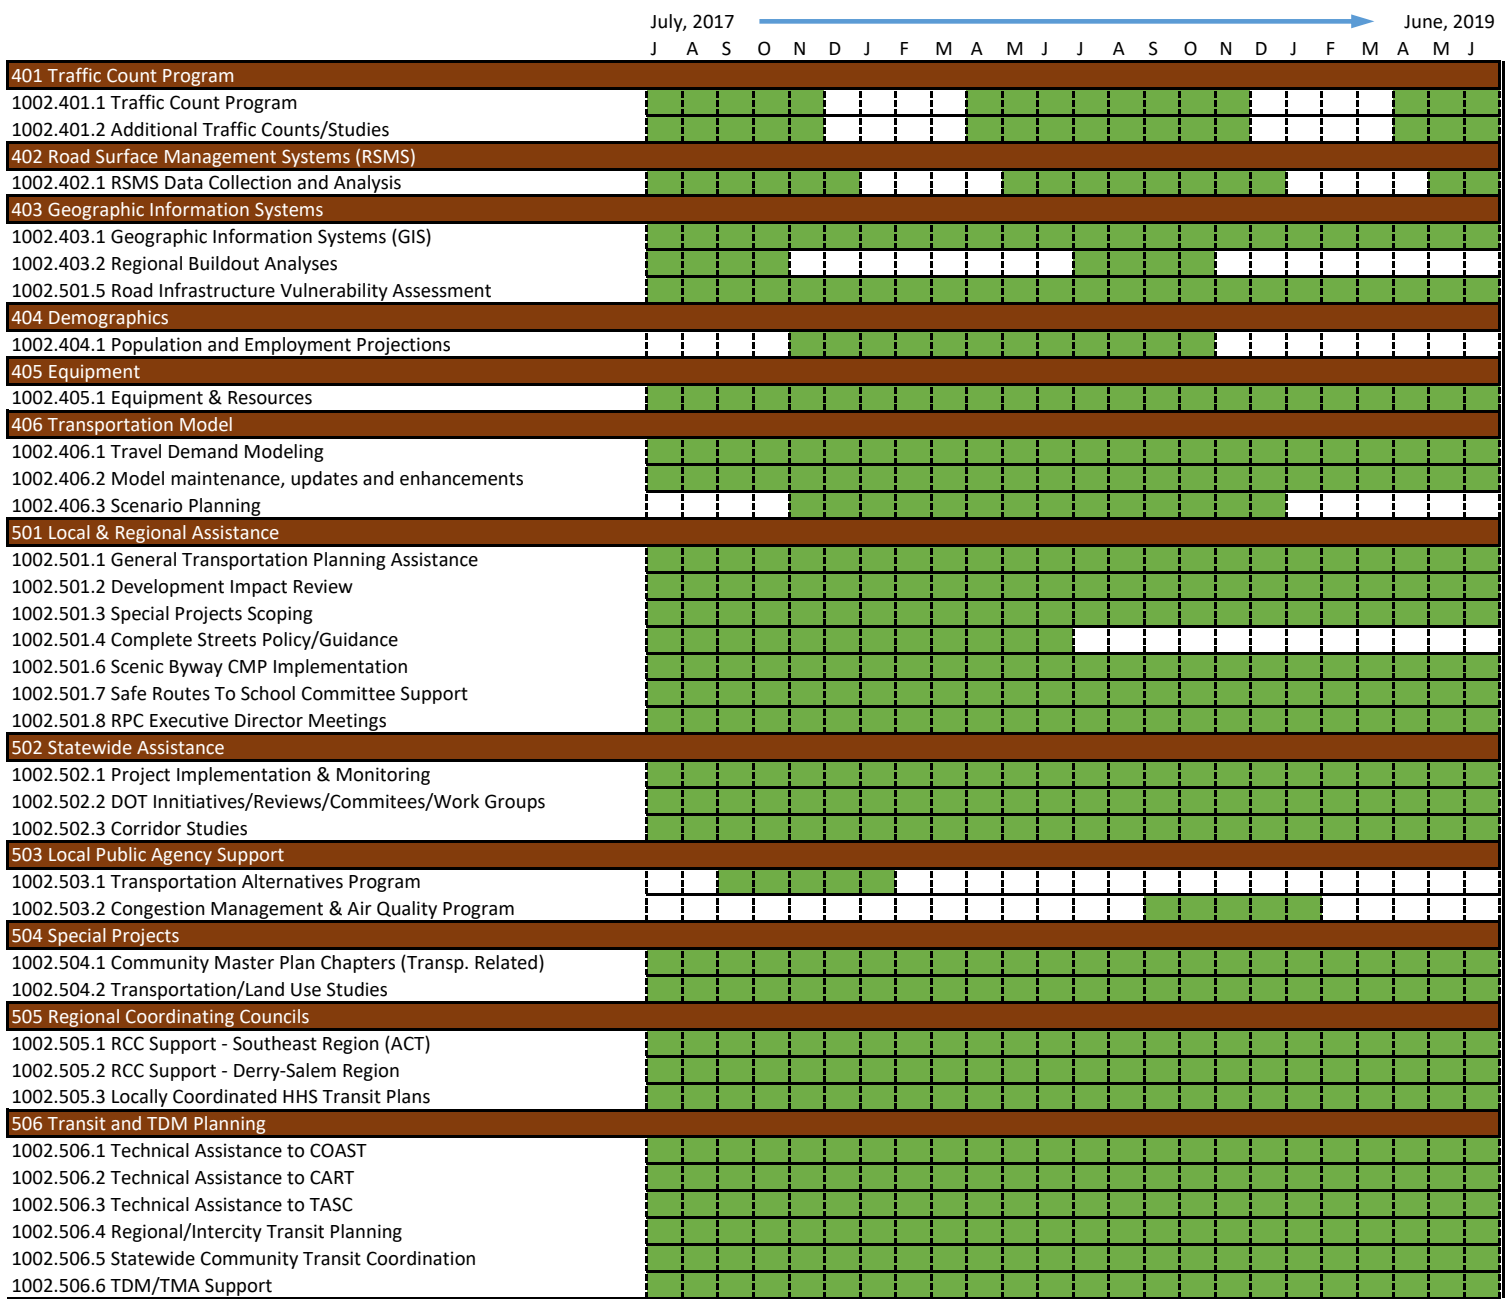 July, 2017 June, 2019
J A S O N D J F M A M J J A S O N D J F M A M J
401 Traffic Count Program
1002.401.1 Traffic Count Program
1002.401.2 Additional Traffic Counts/Studies
402 Road Surface Management Systems (RSMS)
1002.402.1 RSMS Data Collection and Analysis
403 Geographic Information Systems
1002.403.1 Geographic Information Systems (GIS)
1002.403.2 Regional Buildout Analyses
1002.501.5 Road Infrastructure Vulnerability Assessment
404 Demographics
1002.404.1 Population and Employment Projections
405 Equipment
1002.405.1 Equipment & Resources
406 Transportation Model
1002.406.1 Travel Demand Modeling
1002.406.2 Model maintenance, updates and enhancements
1002.406.3 Scenario Planning
501 Local & Regional Assistance
1002.501.1 General Transportation Planning Assistance
1002.501.2 Development Impact Review
1002.501.3 Special Projects Scoping
1002.501.4 Complete Streets Policy/Guidance
1002.501.6 Scenic Byway CMP Implementation
1002.501.7 Safe Routes To School Committee Support
1002.501.8 RPC Executive Director Meetings
502 Statewide Assistance
1002.502.1 Project Implementation & Monitoring
1002.502.2 DOT Innitiatives/Reviews/Commitees/Work Groups
1002.502.3 Corridor Studies
503 Local Public Agency Support
1002.503.1 Transportation Alternatives Program
1002.503.2 Congestion Management & Air Quality Program
504 Special Projects
1002.504.1 Community Master Plan Chapters (Transp. Related)
1002.504.2 Transportation/Land Use Studies
505 Regional Coordinating Councils
1002.505.1 RCC Support - Southeast Region (ACT)
1002.505.2 RCC Support - Derry-Salem Region
1002.505.3 Locally Coordinated HHS Transit Plans
506 Transit and TDM Planning
1002.506.1 Technical Assistance to COAST
1002.506.2 Technical Assistance to CART
1002.506.3 Technical Assistance to TASC
1002.506.4 Regional/Intercity Transit Planning
1002.506.5 Statewide Community Transit Coordination
1002.506.6 TDM/TMA Support